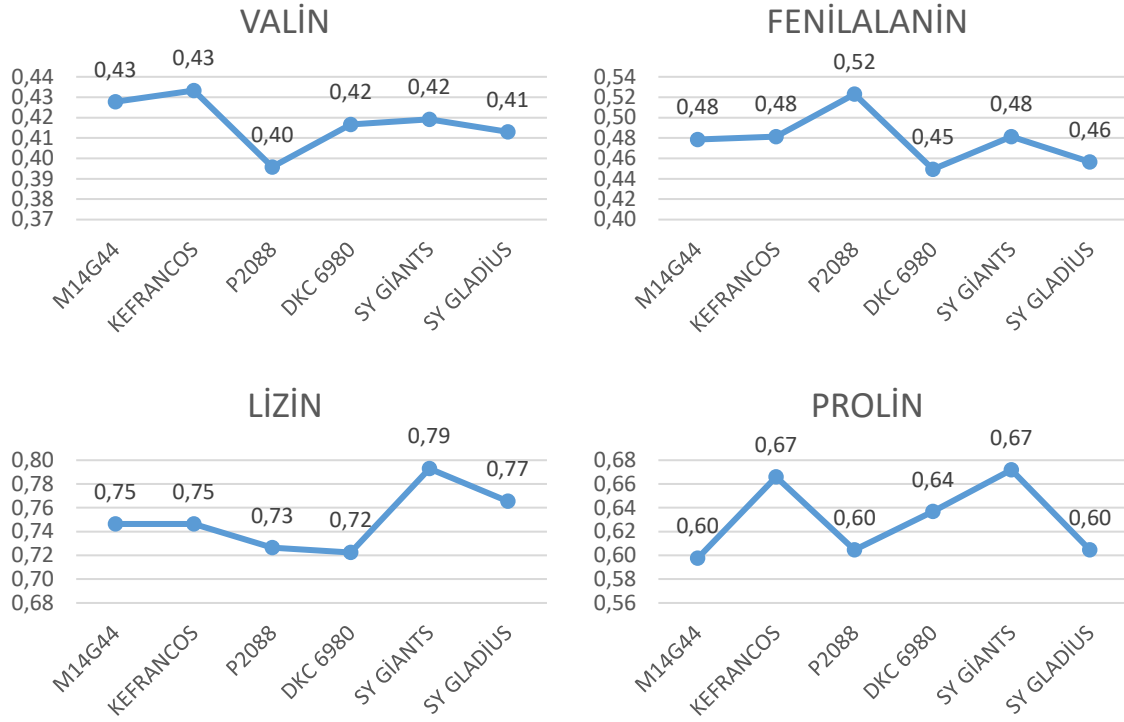 VALİN
0,44
0,43
0,42
0,41
0,40
0,39
0,38
0,37
0,43
0,43
0,40
0,42
0,42
0,41
M14G44
KEFRANCOS
P2088
DKC 6980
SY GİANTS
SY GLADİUS
FENİLALANİN
0,54
0,52
0,50
0,48
0,46
0,44
0,42
0,40
0,48
0,48
0,52
0,45
0,48
0,46
M14G44
KEFRANCOS
P2088
DKC 6980
SY GİANTS
SY GLADİUS
LİZİN
0,80
0,78
0,76
0,74
0,72
0,70
0,68
0,75
0,75
0,73
0,72
0,79
0,77
M14G44
KEFRANCOS
P2088
DKC 6980
SY GİANTS
SY GLADİUS
PROLİN
0,68
0,66
0,64
0,62
0,60
0,58
0,56
0,60
0,67
0,60
0,64
0,67
0,60
M14G44
KEFRANCOS
P2088
DKC 6980
SY GİANTS
SY GLADİUS